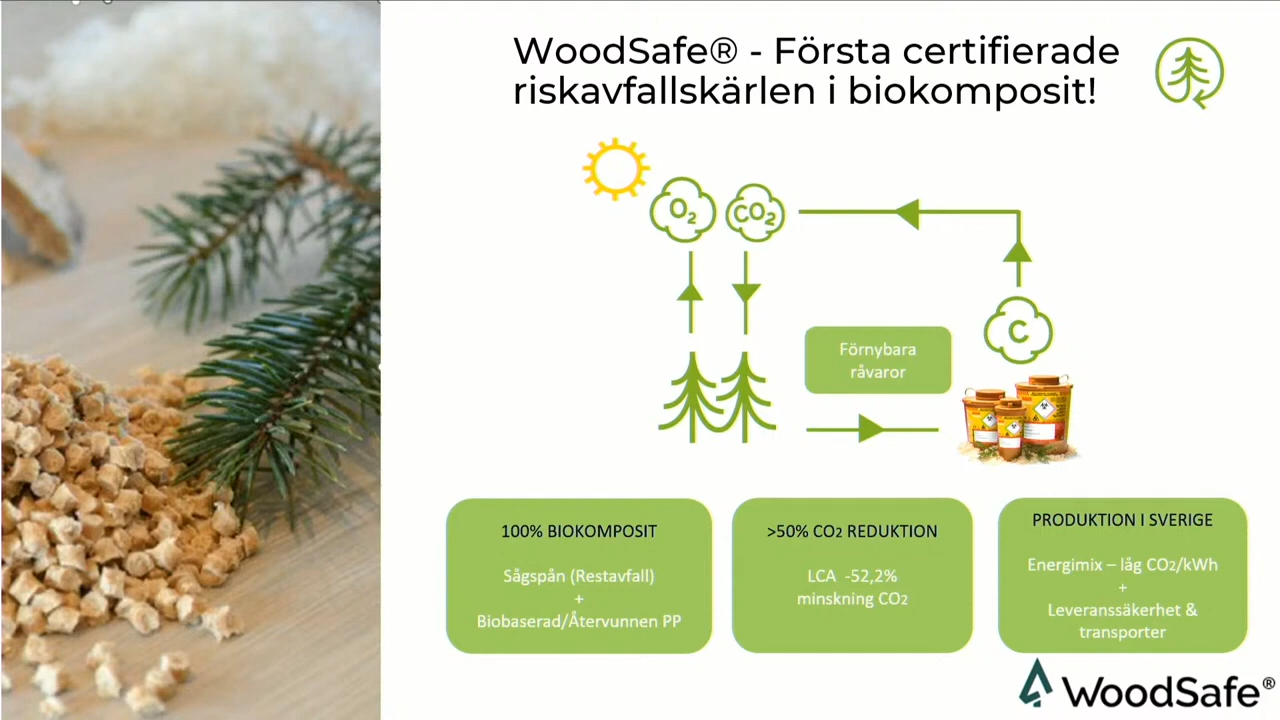 WoodSafe® - Första certifierade
riskavfallskärlen i biokomposit!
O₂
CO₂
C
Förnybara
råvaror
100% BIOKOMPOSIT
Sågspån (Restavfall)
+
Biobaserad/Återvunnen PP
>50% CO2 REDUKTION
LCA -52,2%
minskning CO2
PRODUKTION I SVERIGE
Energimix – låg CO2/kWh
+
Leveranssäkerhet &
transporter
WoodSafe®